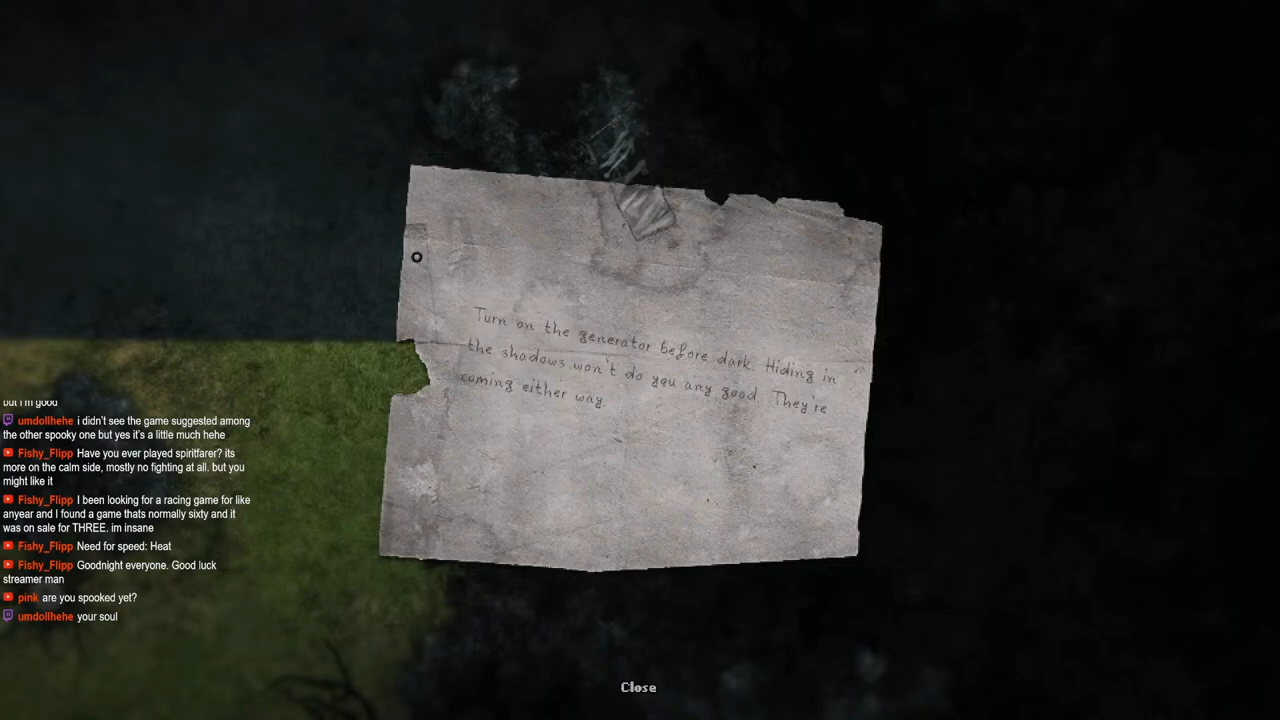 but i'm good
umdollhehe i didn't see the game suggested among
the other spooky one but yes it's a little much hehe
Fishy_Flipp Have you ever played spiritfarer? its
more on the calm side, mostly no fighting at all. but you
might like it
Fishy_Flipp I been looking for a racing game for like
anyear and I found a game thats normally sixty and it
was on sale for THREE. im insane
Fishy_Flipp Need for speed: Heat
Fishy_Flipp Goodnight everyone. Good luck
streamer man
pink are you spooked yet?
umdollhehe your soul
Turn on the generator before dark. Hiding in
the shadows won't do you any good. They're
coming either way.
Close